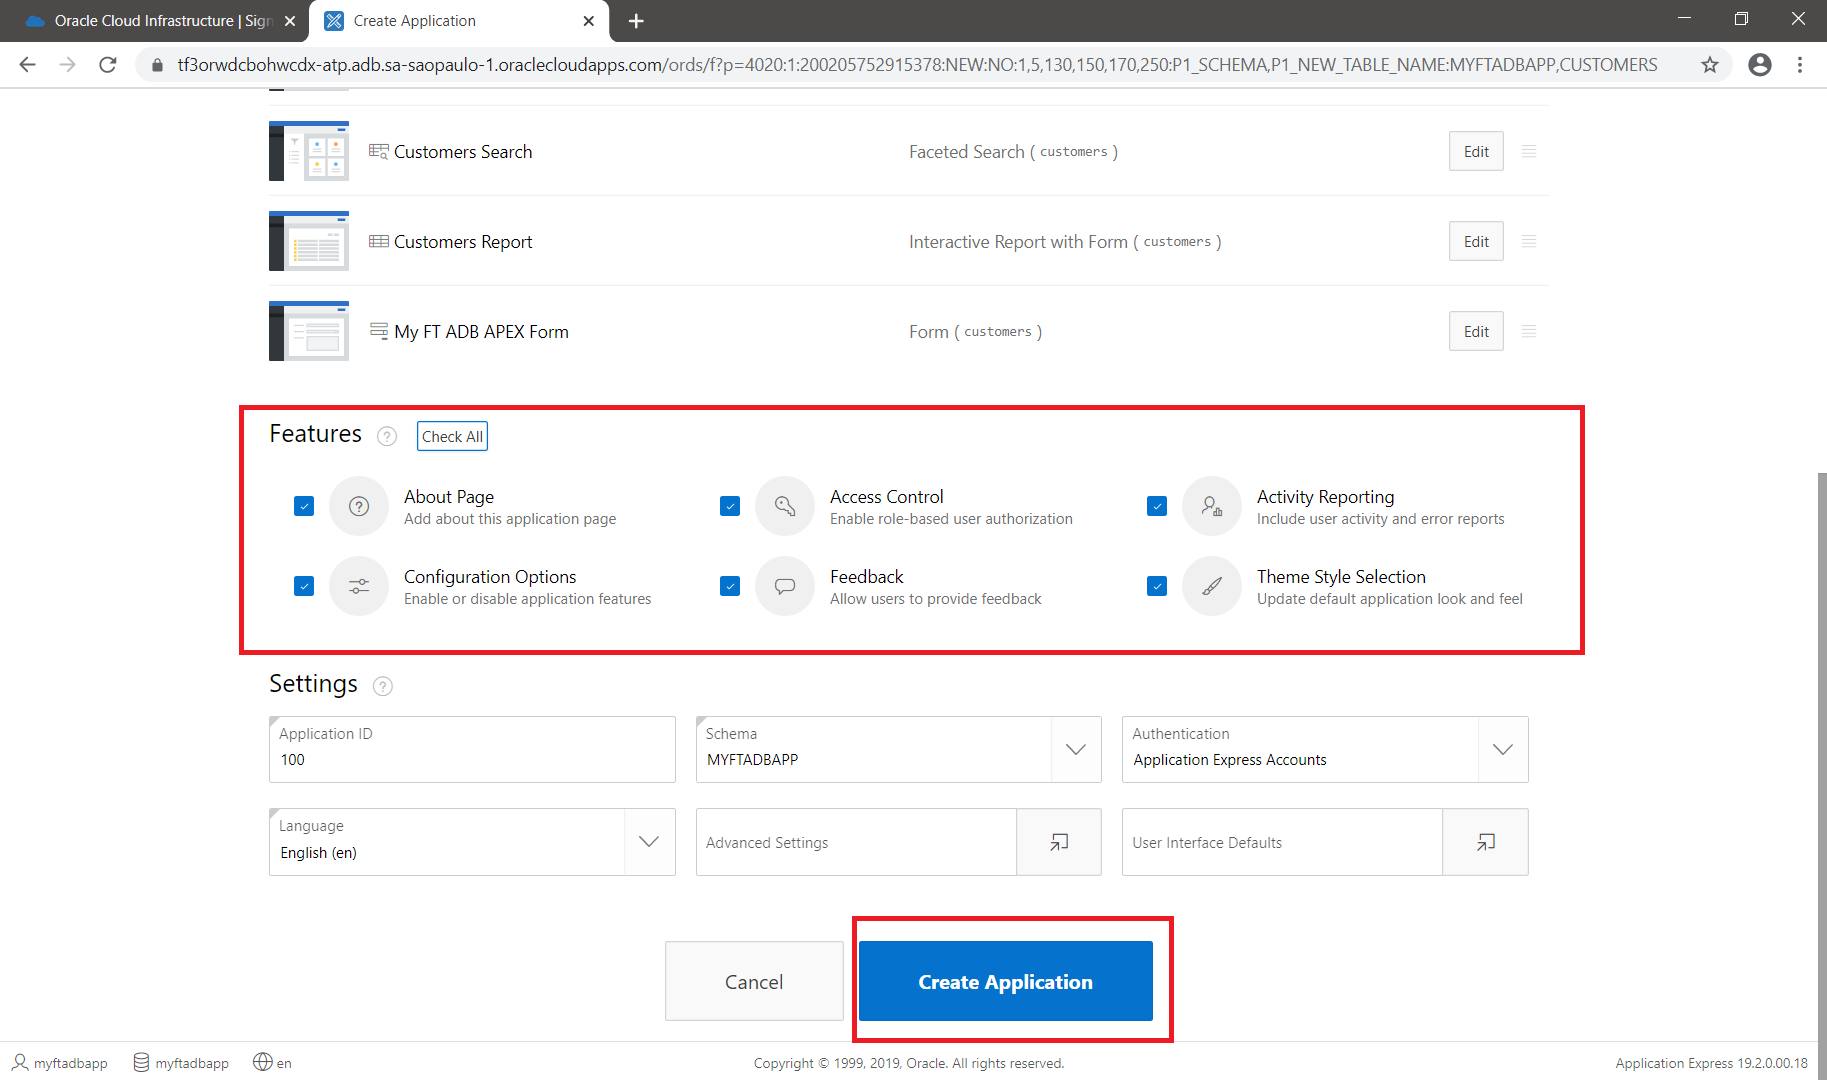 Oracle Cloud Infrastructure | Sign
Create Application
tf3orwdcbohwcdx-atp.adb.sa-saopaulo-1.oraclecloudapps.com/ords/f?p=4020:1:200205752915378:NEW:NO:1,5,130,150,170,250:P1_SCHEMA,P1_NEW_TABLE_NAME:MYFTADBAPP,CUSTOMERS
Customers Search Faceted Search ( customers ) Edit
Customers Report Interactive Report with Form ( customers ) Edit
My FT ADB APEX Form Form ( customers ) Edit
Features ? Check All
About Page Access Control Activity Reporting
Add about this application page Enable role-based user authorization Include user activity and error reports
Configuration Options Feedback Theme Style Selection
Enable or disable application features Allow users to provide feedback Update default application look and feel
Settings ?
Application ID Schema Authentication
100 MYFTADBAPP Application Express Accounts
Language
English (en) Advanced Settings User Interface Defaults
Cancel Create Application
myftadbapp myftadbapp en Copyright © 1999, 2019, Oracle. All rights reserved. Application Express 19.2.0.00.18